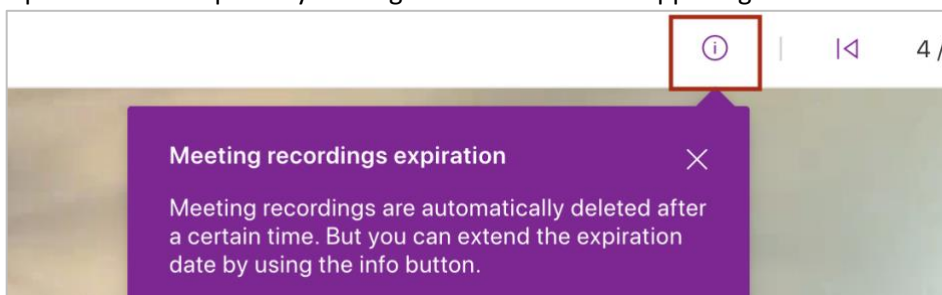 4 /
Meeting recordings expiration
Meeting recordings are automatically deleted after
a certain time. But you can extend the expiration
date by using the info button.